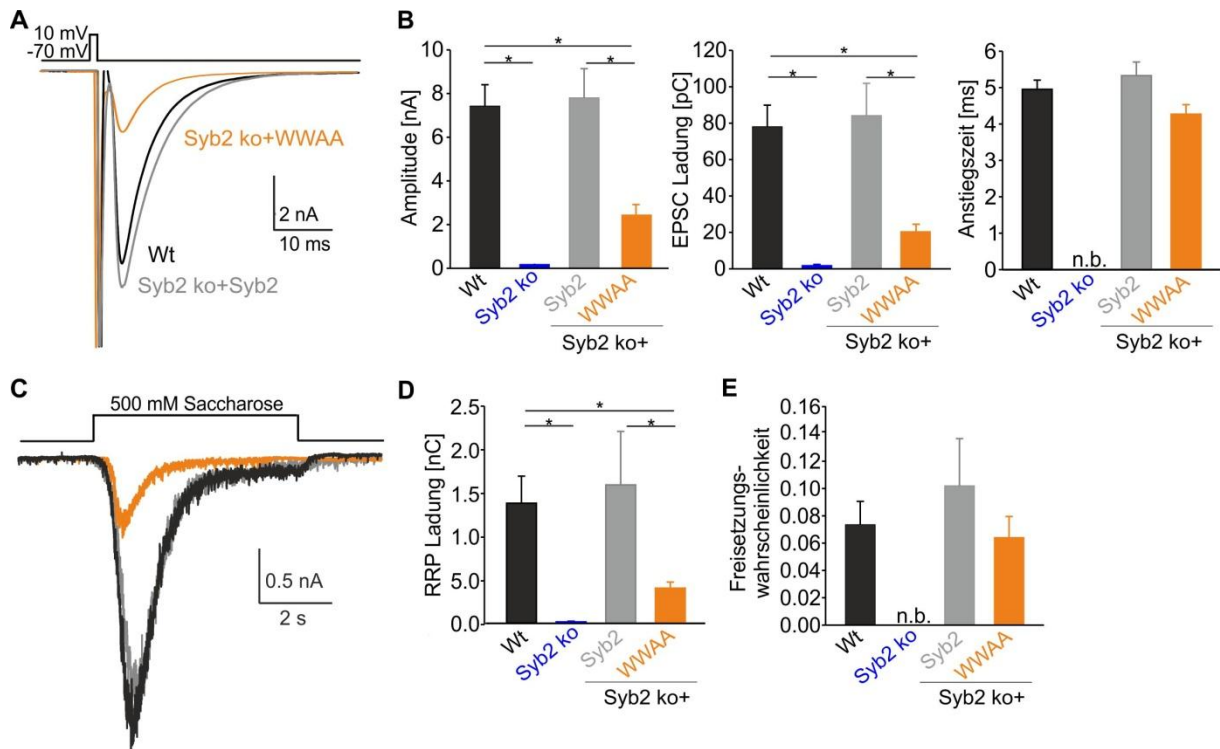 A
10 mV
-70 mV
Syb2 ko+WWAA
2 nA
10 ms
Wt
Syb2 ko+Syb2
B
Amplitude [nA]
10
8
6
4
2
0
Wt
Syb2 ko
Syb2
WWAA
Syb2 ko+
*
*
*
EPSC Ladung [pC]
120
100
80
60
40
20
0
Wt
Syb2 ko
Syb2
WWAA
Syb2 ko+
*
*
*
Anstiegszeit [ms]
6
5
4
3
2
1
0
n.b.
Wt
Syb2 ko
Syb2
WWAA
Syb2 ko+
C
500 mM Saccharose
0.5 nA
2 s
D
RRP Ladung [nC]
2.5
2.0
1.5
1.0
5.0
0.0
*
*
*
Wt
Syb2 ko
Syb2
WWAA
Syb2 ko+
E
Freisetzungs-
wahrscheinlichkeit
0.16
0.14
0.12
0.10
0.08
0.06
0.04
0.02
0.00
n.b.
Wt
Syb2 ko
Syb2
WWAA
Syb2 ko+